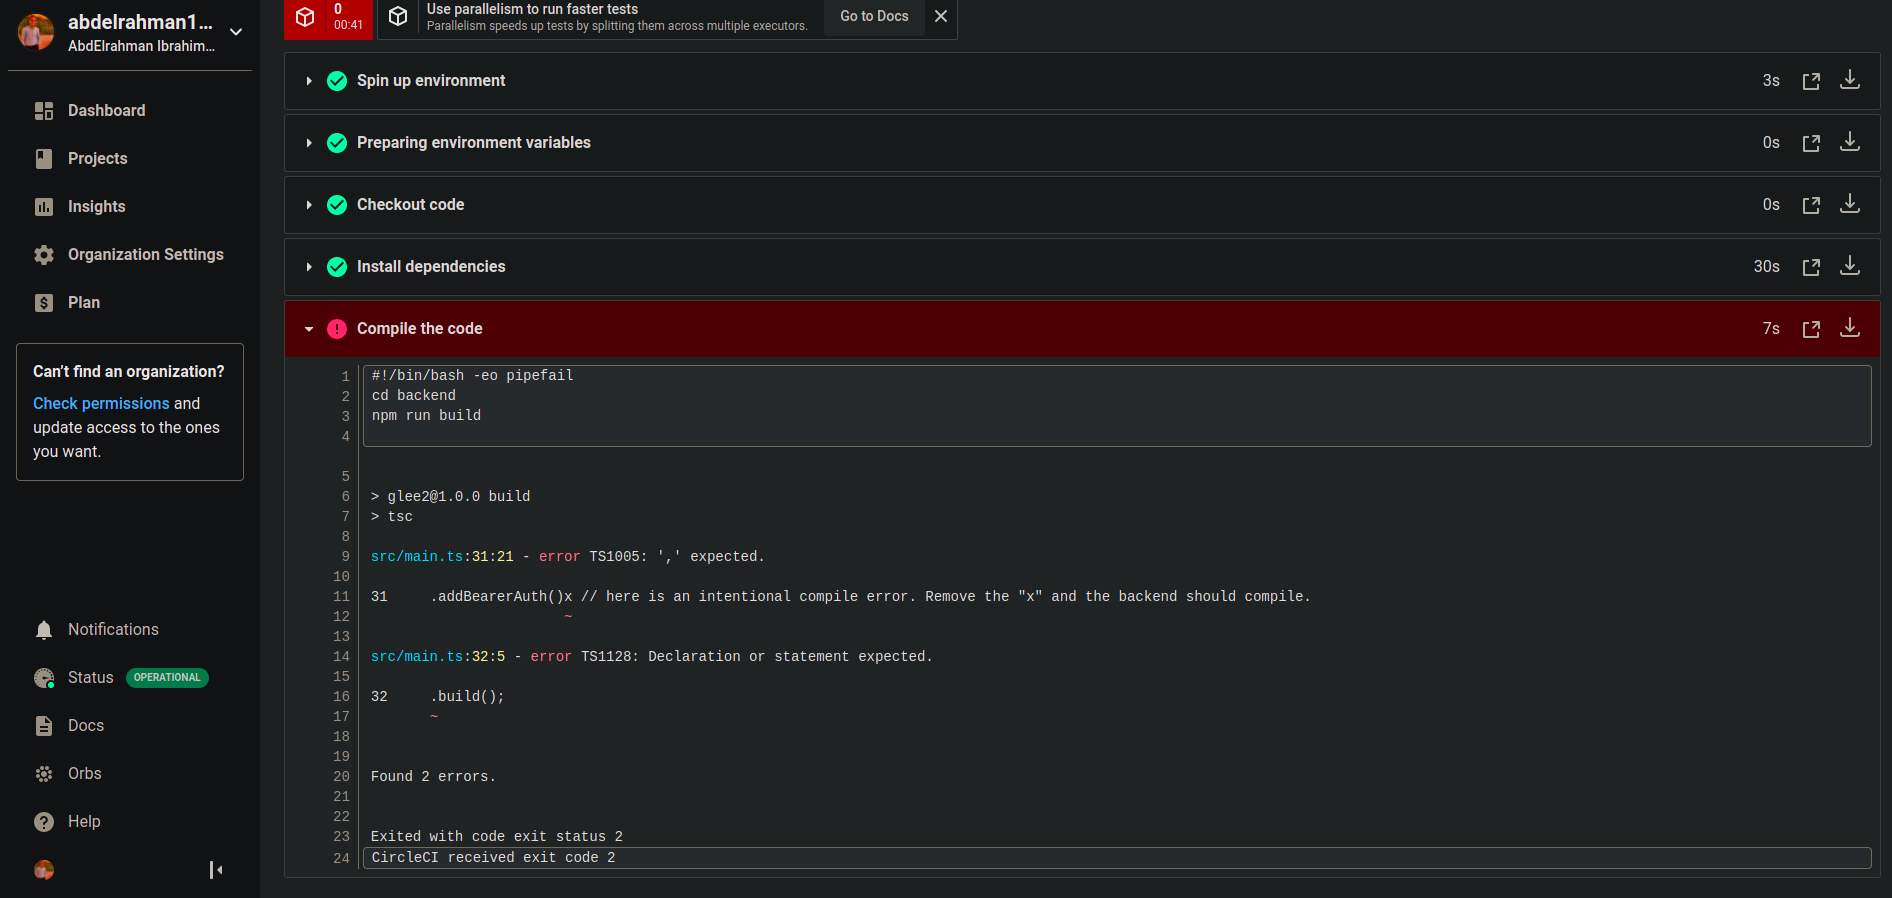 abdelrahman1...
AbdElrahman Ibrahim...
Dashboard
Projects
Insights
Organization Settings
Plan
Can't find an organization?
Check permissions and
update access to the ones
you want.
Notifications
Status OPERATIONAL
Docs
Orbs
Help
0
00:41
Use parallelism to run faster tests
Parallelism speeds up tests by splitting them across multiple executors.
Go to Docs
Spin up environment 3s
Preparing environment variables 0s
Checkout code 0s
Install dependencies 30s
Compile the code 7s
1 #!/bin/bash -eo pipefail
2 cd backend
3 npm run build
4
5
6 > glee2@1.0.0 build
7 > tsc
8
9 src/main.ts:31:21 - error TS1005: ',' expected.
10
11 31     .addBearerAuth()x // here is an intentional compile error. Remove the "x" and the backend should compile.
12                        ~
13
14 src/main.ts:32:5 - error TS1128: Declaration or statement expected.
15
16 32     .build();
17        ~
18
19
20 Found 2 errors.
21
22
23 Exited with code exit status 2
24 CircleCI received exit code 2